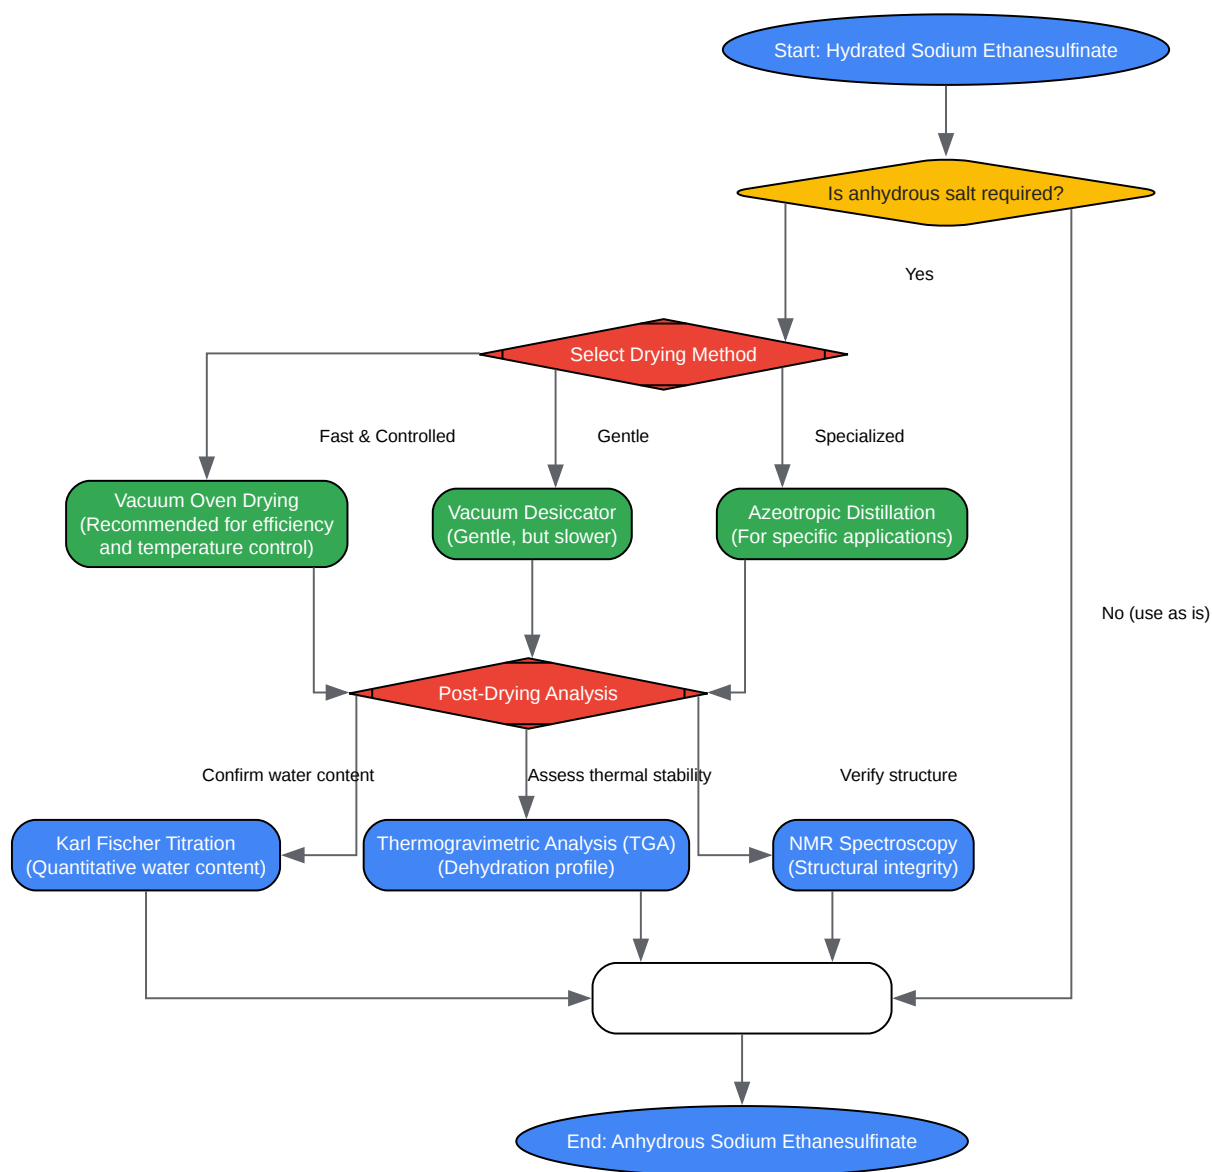 Start: Hydrated Sodium Ethanesulfinate
Is anhydrous salt required?
Yes
Select Drying Method
Fast & Controlled
Gentle
Specialized
Vacuum Oven Drying
(Recommended for efficiency
and temperature control)
Vacuum Desiccator
(Gentle, but slower)
Azeotropic Distillation
(For specific applications)
No (use as is)
Post-Drying Analysis
Confirm water content
Assess thermal stability
Verify structure
Karl Fischer Titration
(Quantitative water content)
Thermogravimetric Analysis (TGA)
(Dehydration profile)
NMR Spectroscopy
(Structural integrity)
End: Anhydrous Sodium Ethanesulfinate